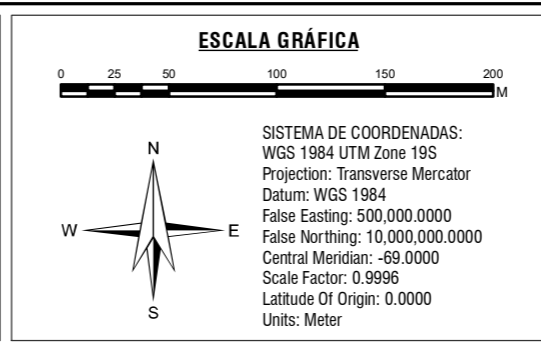 ESCALA GRÁFICA
0 25 50 100 150 200
M
N
W E
S
SISTEMA DE COORDENADAS:
WGS 1984 UTM Zone 19S
Projection: Transverse Mercator
Datum: WGS 1984
False Easting: 500,000.0000
False Northing: 10,000,000.0000
Central Meridian: -69.0000
Scale Factor: 0.9996
Latitude Of Origin: 0.0000
Units: Meter